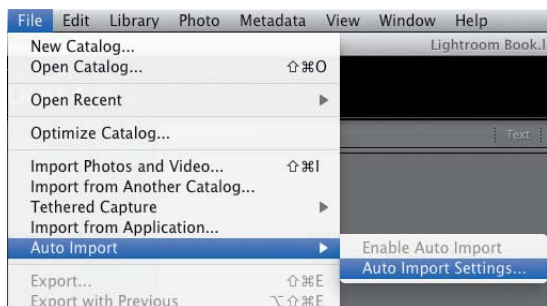 File Edit Library Photo Metadata View Window Help
New Catalog...
Lightroom Book.l
Open Catalog... ⇧⌘O
Open Recent ▶
Optimize Catalog...
Text
Import Photos and Video... ⇧⌘I
Import from Another Catalog...
Tethered Capture ▶
Import from Application...
Auto Import ▶
Enable Auto Import
Auto Import Settings...
Export... ⇧⌘E
Export with Previous ⌥⇧⌘E